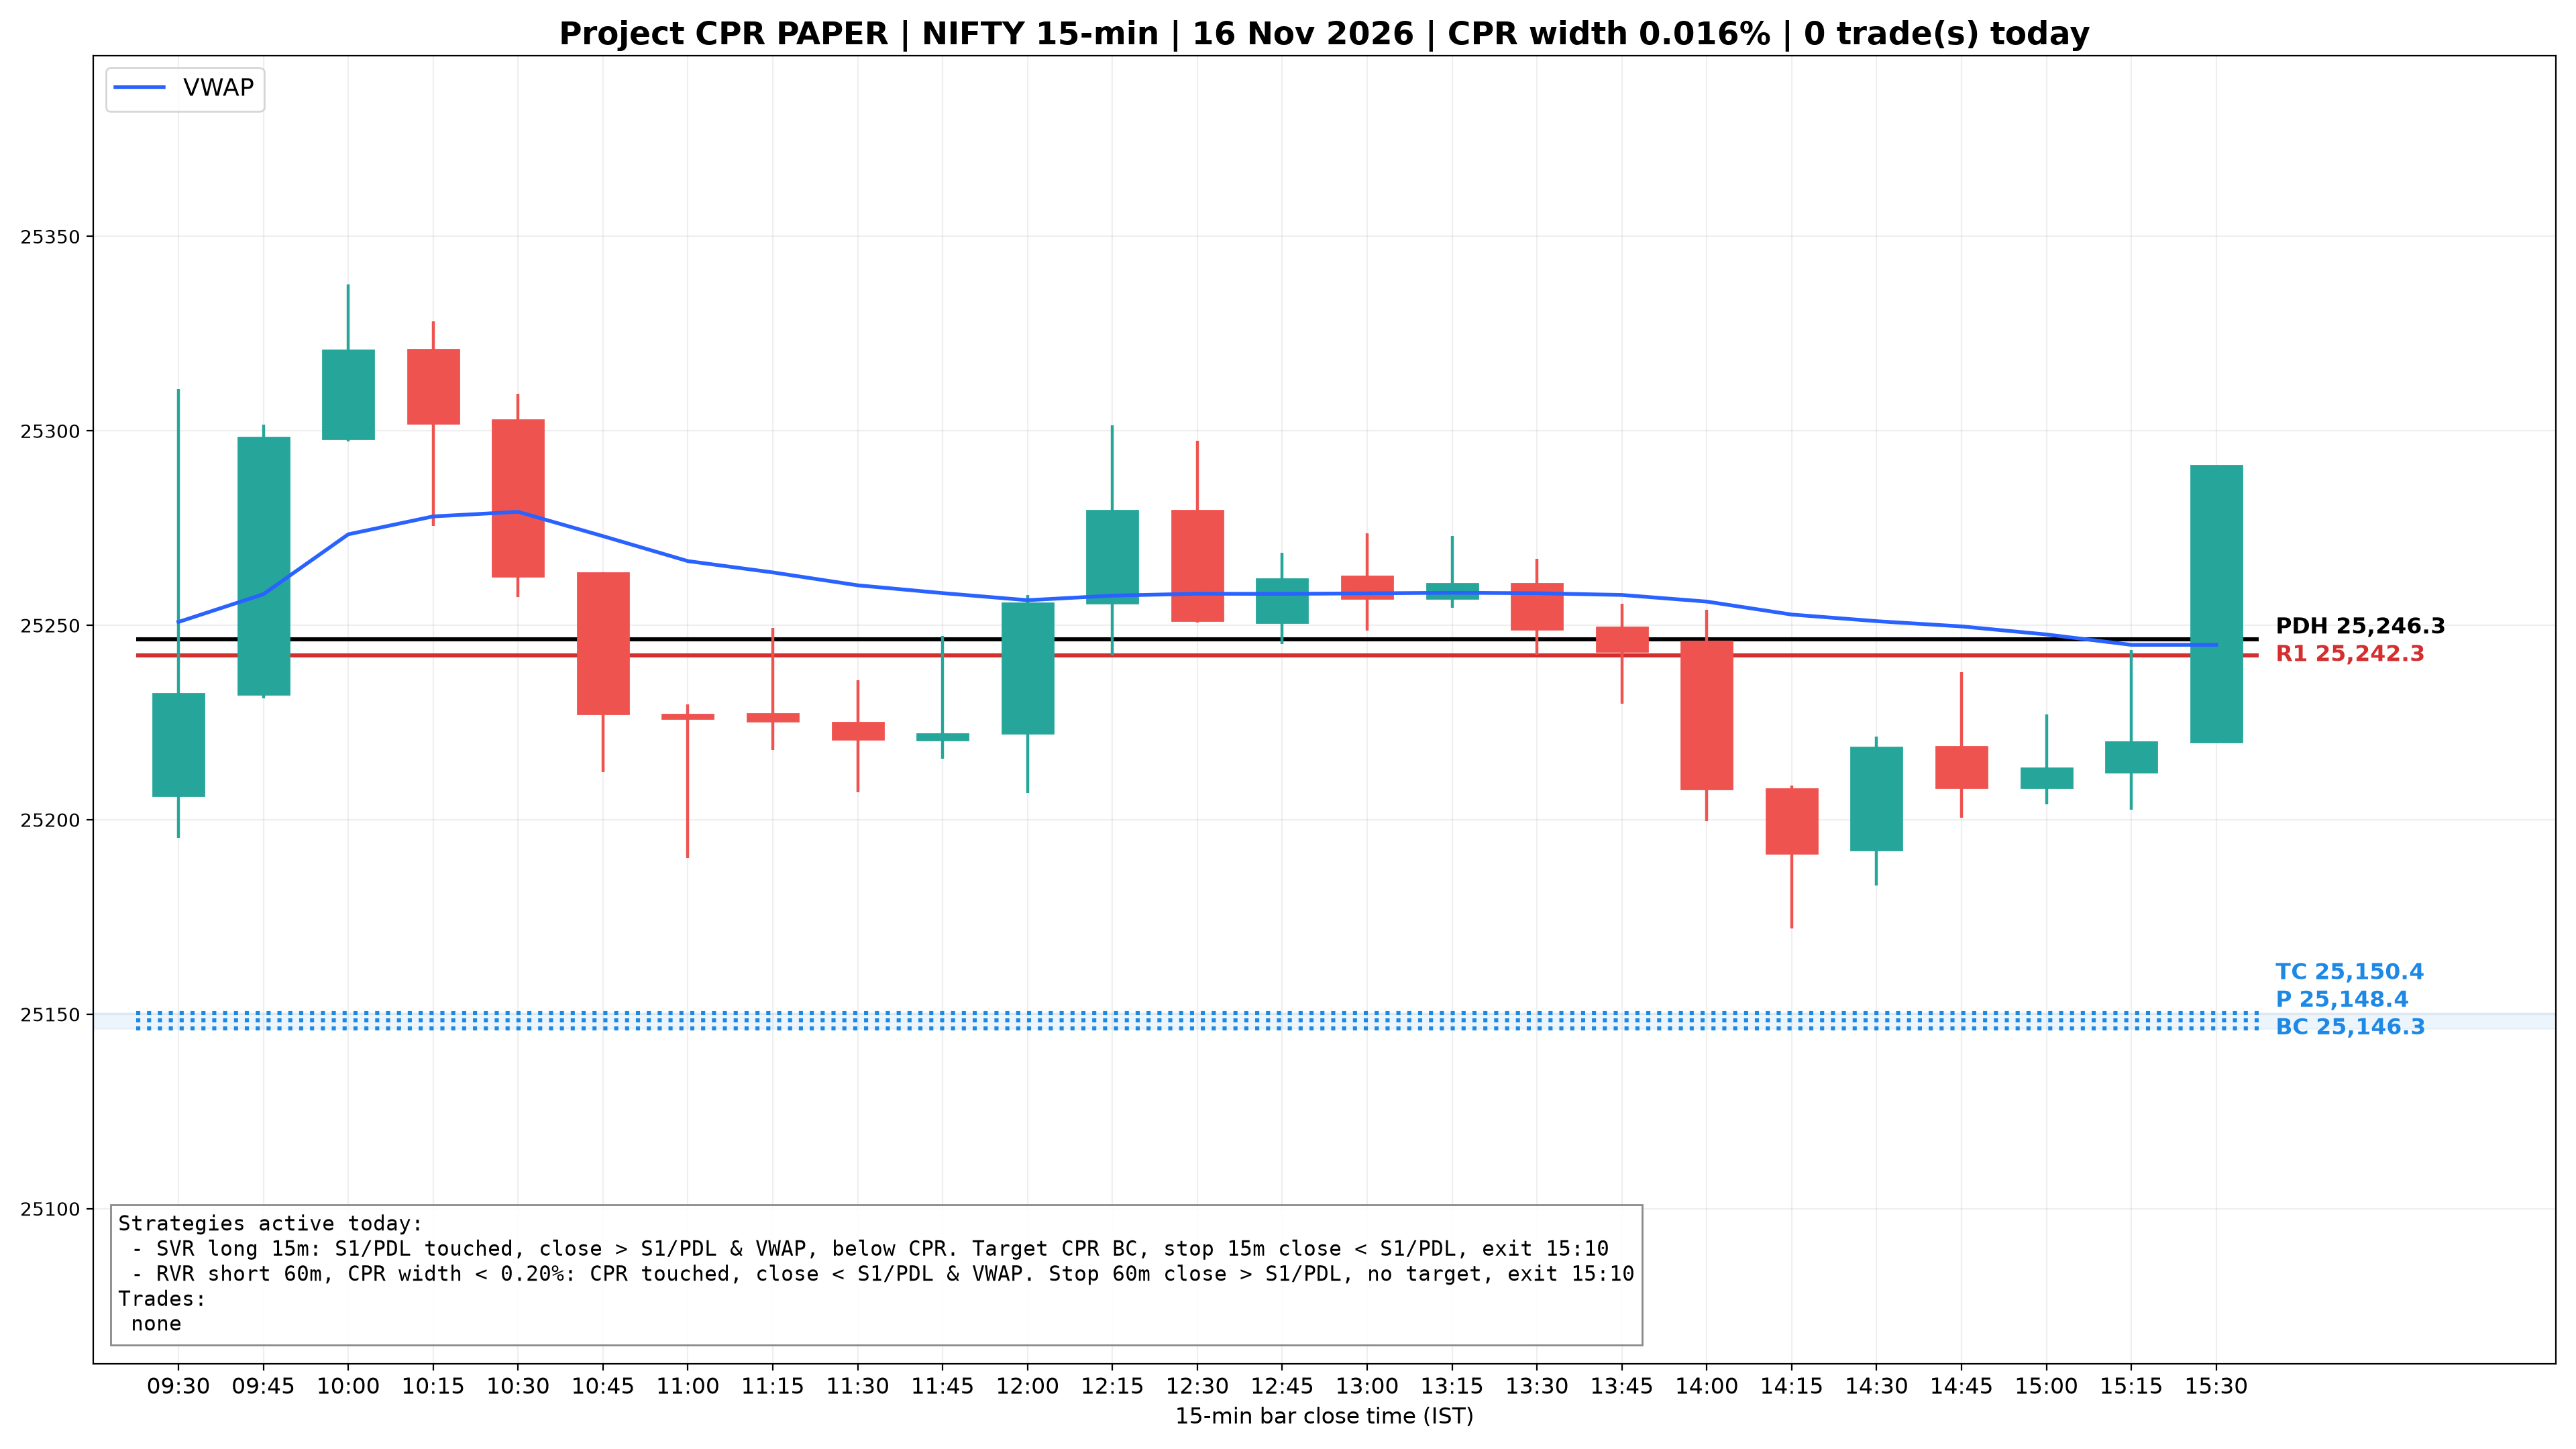 Project CPR PAPER | NIFTY 15-min | 16 Nov 2026 | CPR width 0.016% | 0 trade(s) today
VWAP
25350
25300
25250
25200
25150
25100
PDH 25,246.3
R1 25,242.3
TC 25,150.4
P 25,148.4
BC 25,146.3
Strategies active today:
- SVR long 15m: S1/PDL touched, close > S1/PDL & VWAP, below CPR. Target CPR BC, stop 15m close < S1/PDL, exit 15:10
- RVR short 60m, CPR width < 0.20%: CPR touched, close < S1/PDL & VWAP. Stop 60m close > S1/PDL, no target, exit 15:10
Trades:
none
09:30 09:45 10:00 10:15 10:30 10:45 11:00 11:15 11:30 11:45 12:00 12:15 12:30 12:45 13:00 13:15 13:30 13:45 14:00 14:15 14:30 14:45 15:00 15:15 15:30
15-min bar close time (IST)